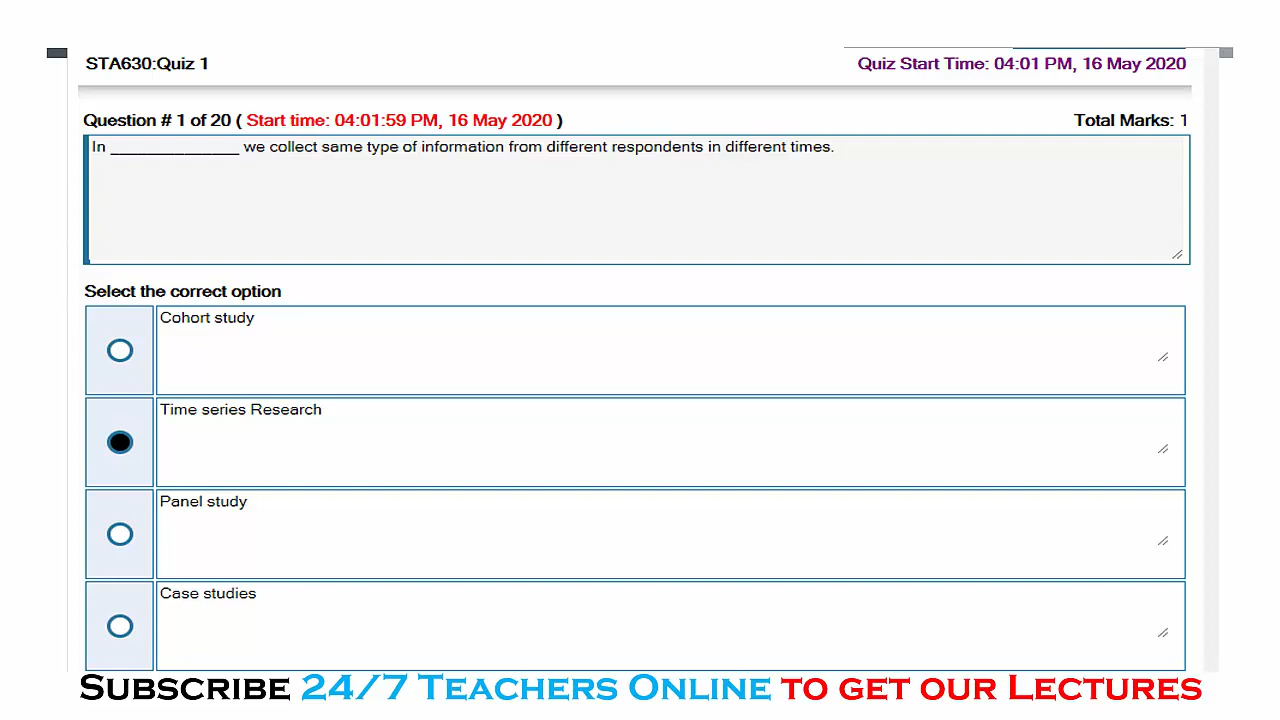 STA630:Quiz 1
Quiz Start Time: 04:01 PM, 16 May 2020
Question # 1 of 20 ( Start time: 04:01:59 PM, 16 May 2020 )
Total Marks: 1
In ______________ we collect same type of information from different respondents in different times.
Select the correct option
Cohort study
Time series Research
Panel study
Case studies
Subscribe 24/7 Teachers Online to get our Lectures